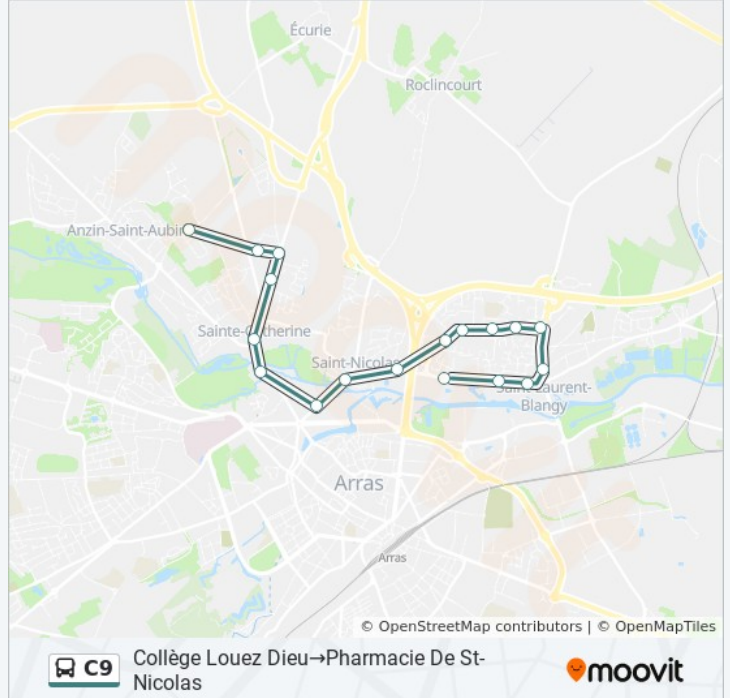 Écurie
Roclincourt
Anzin-Saint-Aubin
Sainte-Catherine
Saint-Nicolas
Saint-Laurent-
Blangy
Arras
Arras
© OpenStreetMap contributors | © OpenMapTiles
C9
Collège Louez Dieu→Pharmacie De St-
Nicolas
moovit